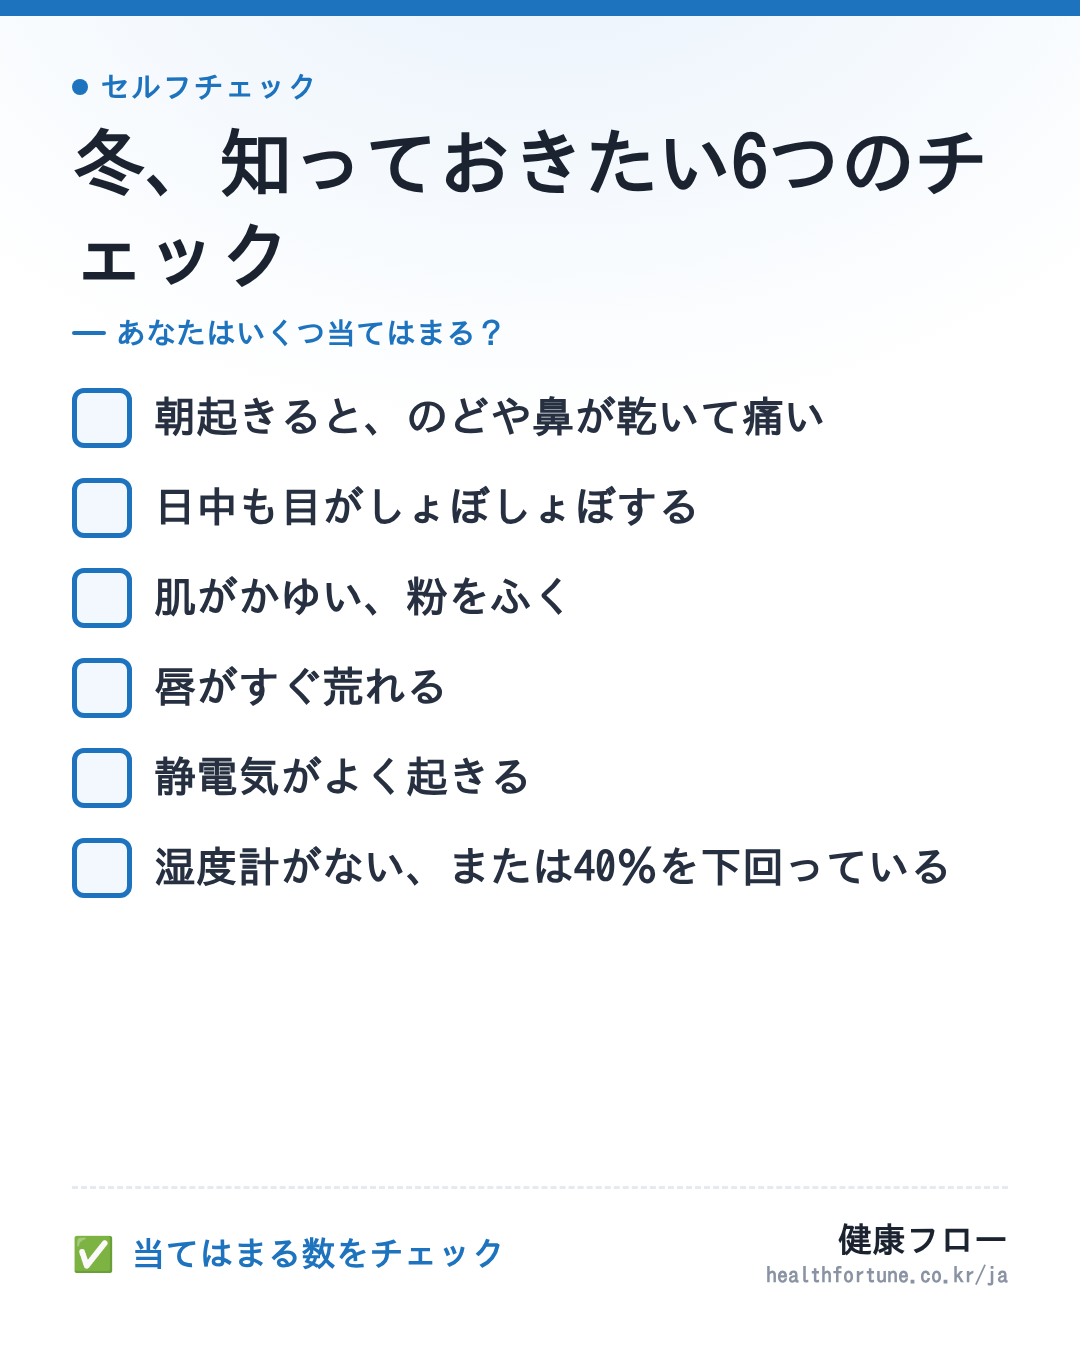 セルフチェック
冬、知っておきたい6つのチ
ェック
— あなたはいくつ当てはまる？
朝起きると、のどや鼻が乾いて痛い
日中も目がしょぼしょぼする
肌がかゆい、粉をふく
唇がすぐ荒れる
静電気がよく起きる
湿度計がない、または40%を下回っている
✅ 当てはまる数をチェック
健康フロー
healthfortune.co.kr/ja